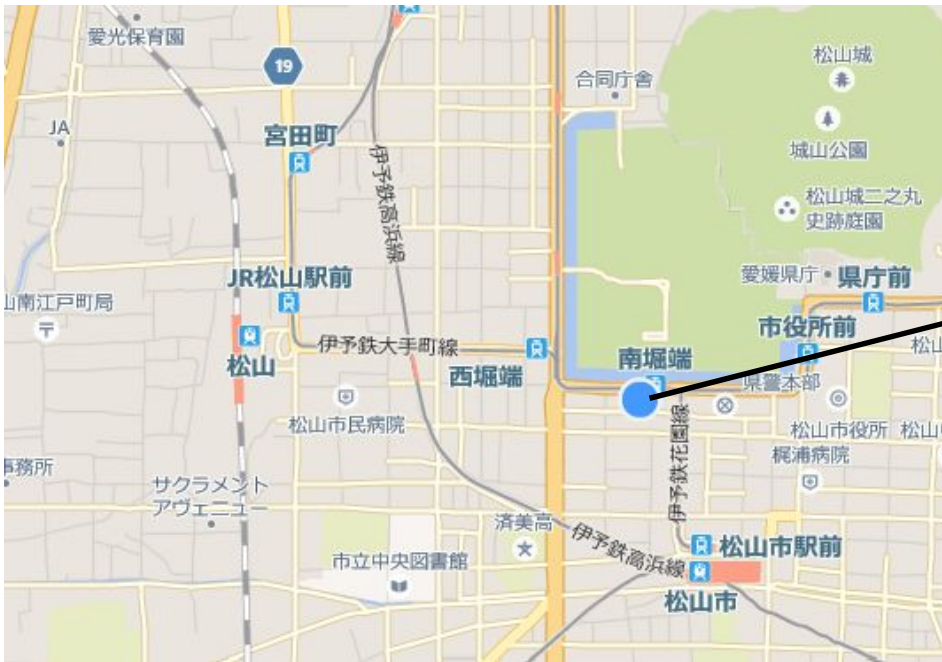 愛光保育園
19
松山城
合同庁舎
JA
宮田町
城山公園
伊予鉄高浜線
松山城二之丸
史跡庭園
愛媛県庁
県庁前
JR松山駅前
山南江戸町局
市役所前
伊予鉄大手町線
松山
南堀端
松山
西堀端
県警本部
松山市民病院
伊予鉄花園線
松山市役所
松山
梶浦病院
事務所
サクラメント
アヴェニュー
済美高
伊予鉄高浜線
松山市駅前
市立中央図書館
松山市